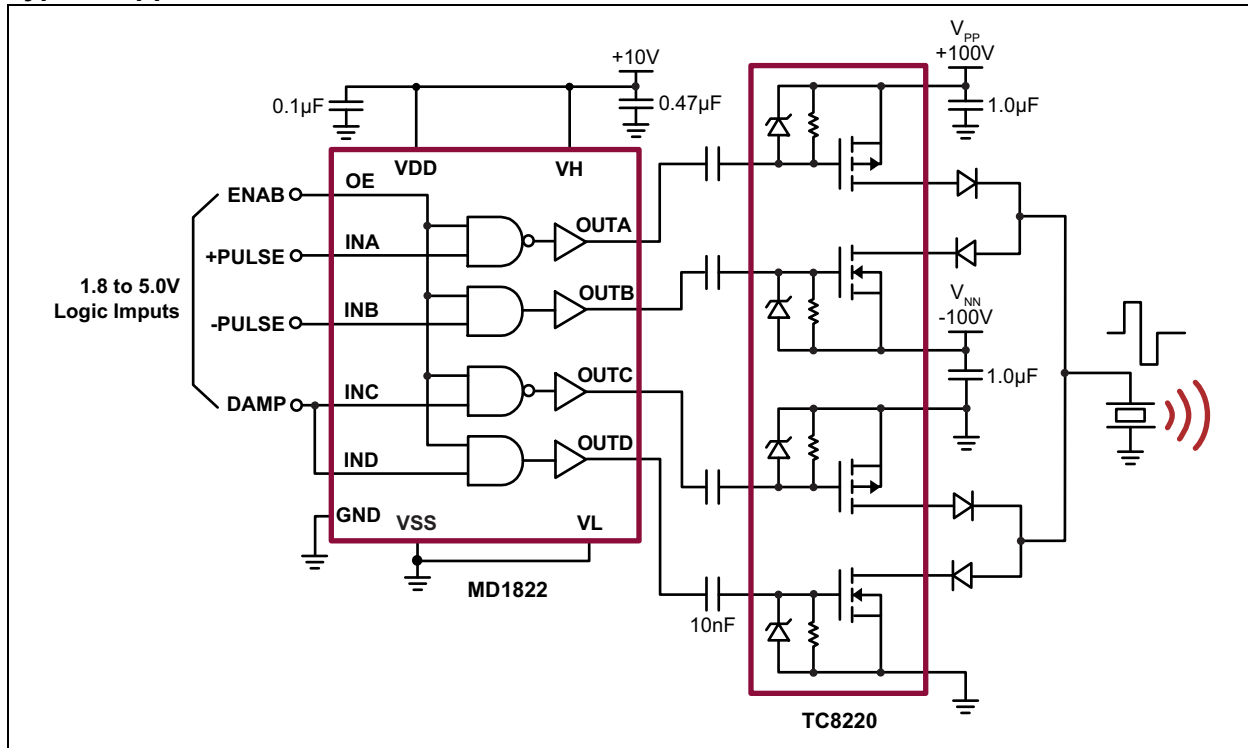 +10V
0.1µF
0.47µF
VDD
VH
ENAB
OE
+PULSE
INA
OUTA
1.8 to 5.0V
Logic Imputs
-PULSE
INB
OUTB
DAMP
INC
OUTC
IND
OUTD
GND
VSS
VL
MD1822
10nF
VPP
+100V
1.0µF
VNN
-100V
1.0µF
TC8220